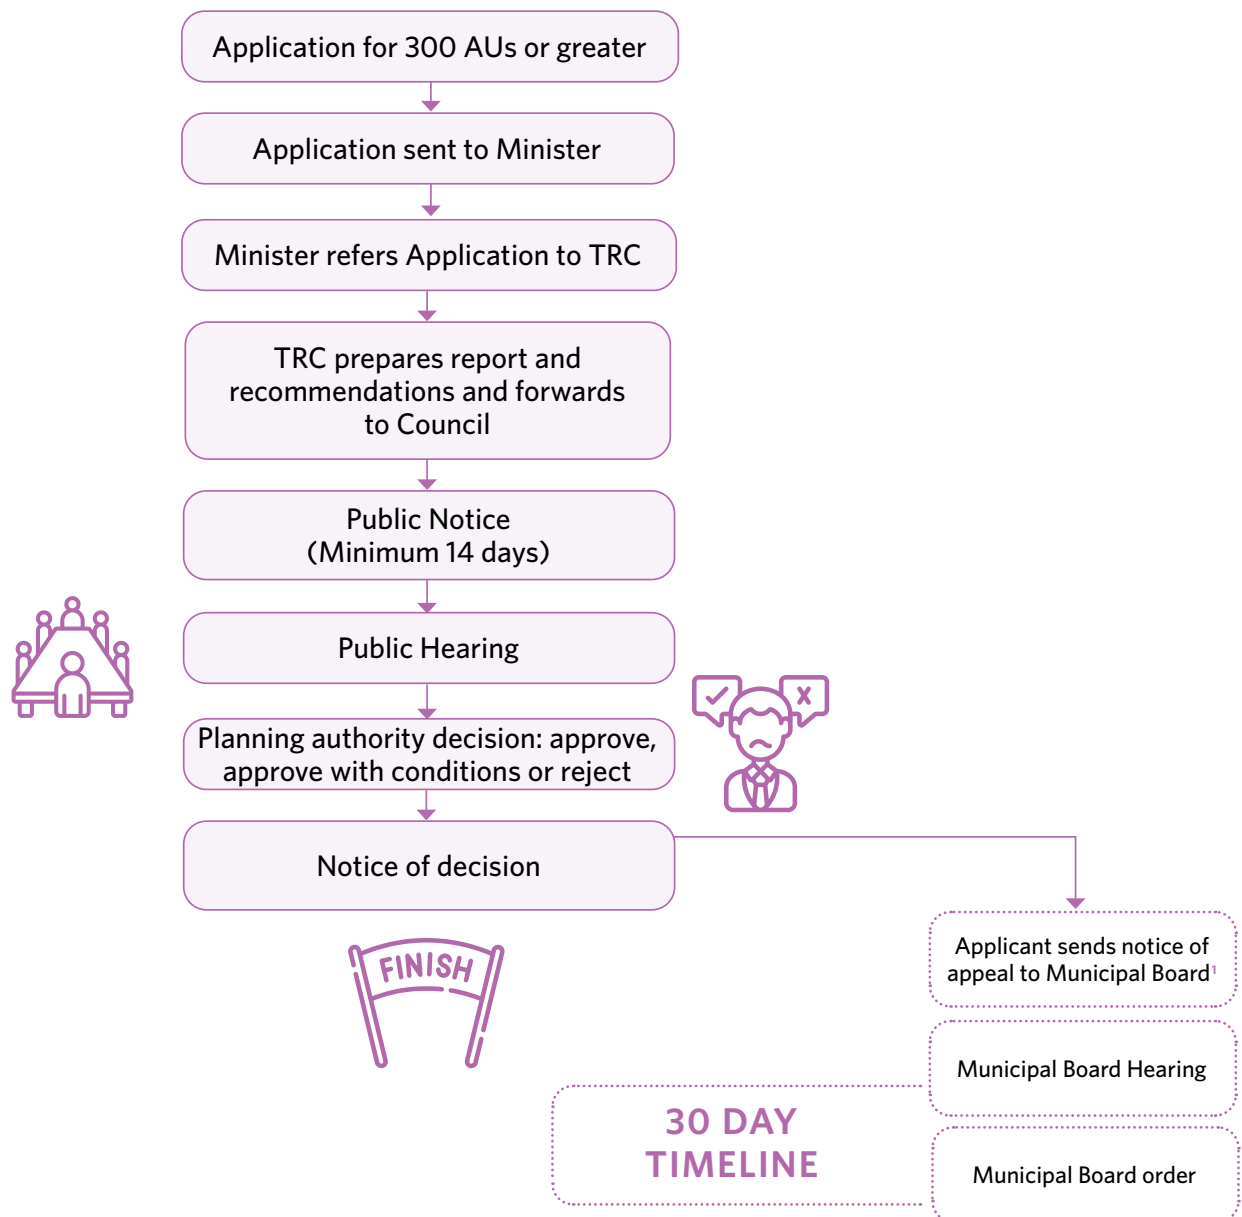 Application for 300 AUs or greater
Application sent to Minister
Minister refers Application to TRC
TRC prepares report and
recommendations and forwards
to Council
Public Notice
(Minimum 14 days)
Public Hearing
Planning authority decision: approve,
approve with conditions or reject
Notice of decision
FINISH
Applicant sends notice of
appeal to Municipal Board¹
Municipal Board Hearing
30 DAY
TIMELINE
Municipal Board order